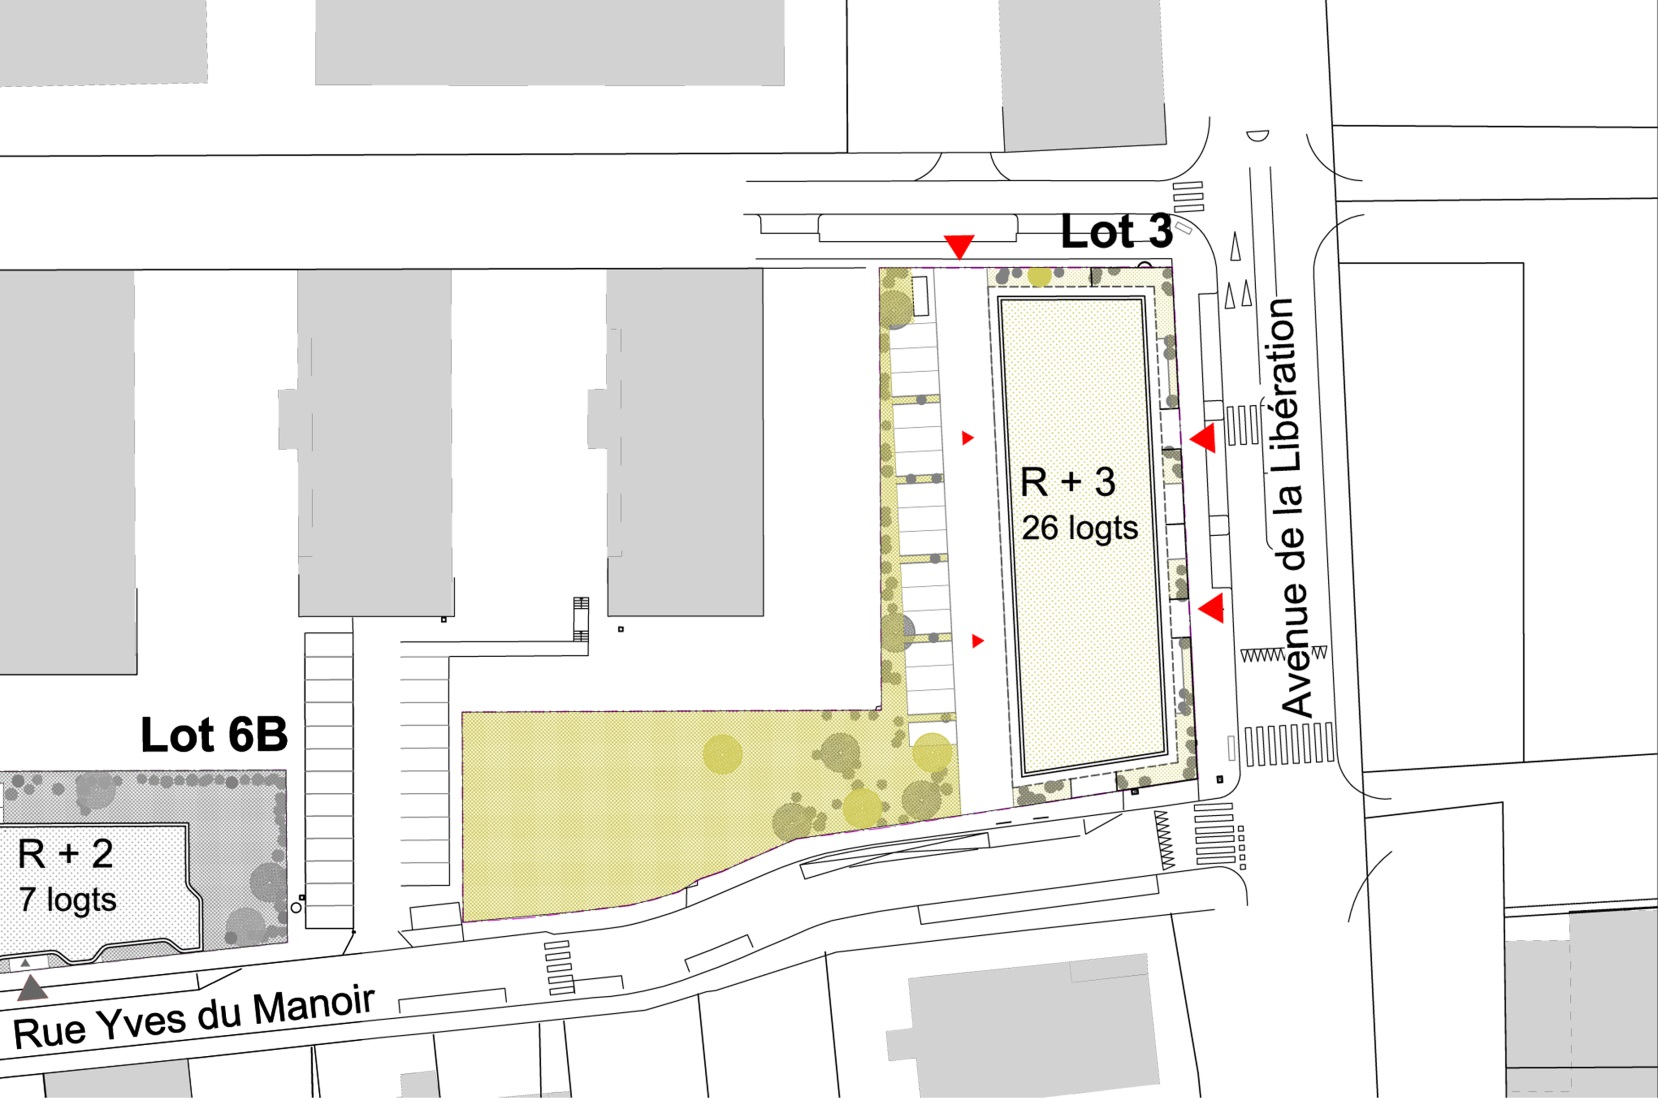 Lot 3
R + 3
26 logts
Avenue de la Libération
Lot 6B
R + 2
7 logts
Rue Yves du Manoir